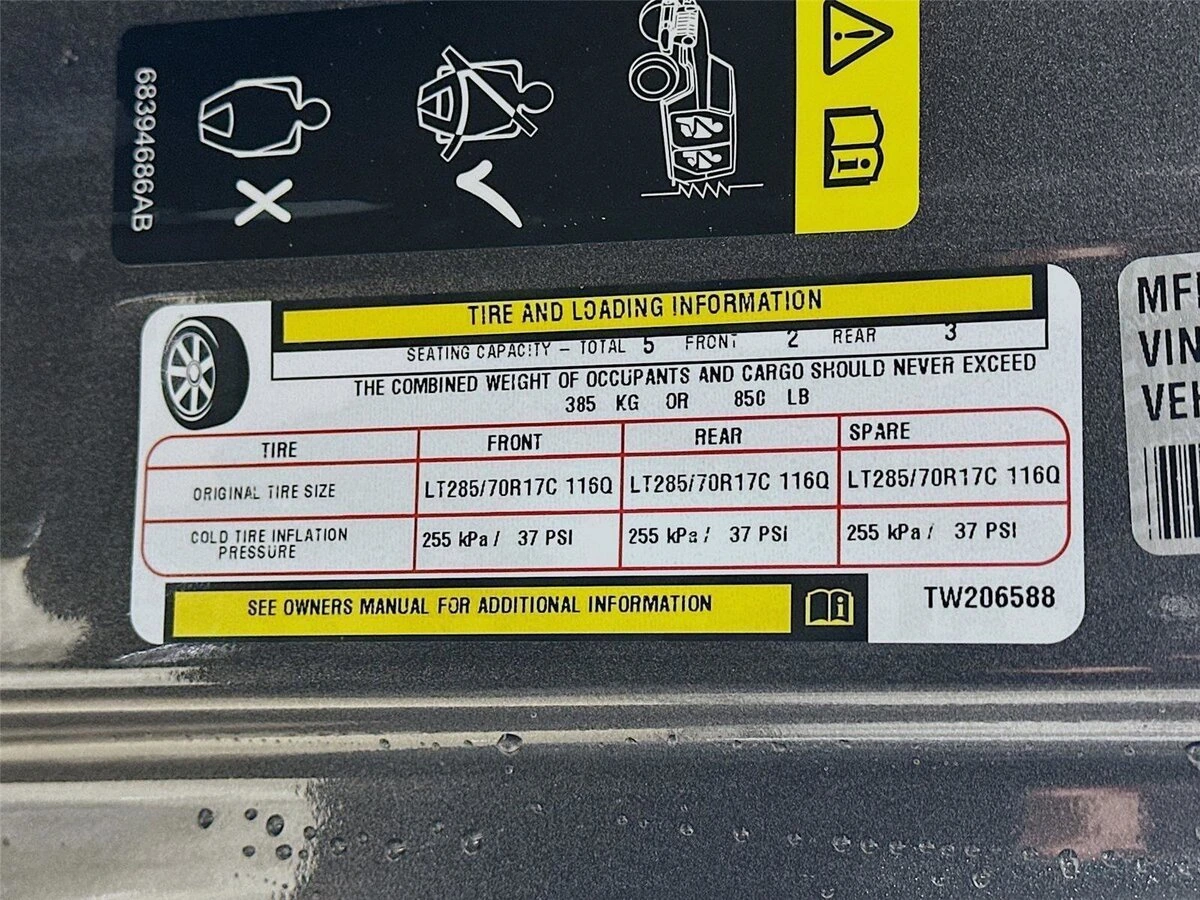 68394686AB
TIRE AND LOADING INFORMATION
SEATING CAPACITY – TOTAL 5 FRONT 2 REAR 3
THE COMBINED WEIGHT OF OCCUPANTS AND CARGO SHOULD NEVER EXCEED
385 KG OR 850 LB
TIRE FRONT REAR SPARE
ORIGINAL TIRE SIZE LT285/70R17C 116Q LT285/70R17C 116Q LT285/70R17C 116Q
COLD TIRE INFLATION PRESSURE 255 kPa / 37 PSI 255 kPa / 37 PSI 255 kPa / 37 PSI
SEE OWNERS MANUAL FOR ADDITIONAL INFORMATION
TW206588
MF
VIN
VE